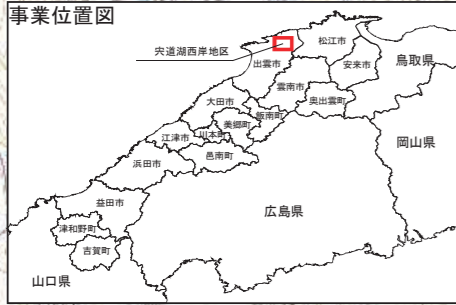 事業位置図
宍道湖西岸地区
松江市
出雲市
安来市
鳥取県
雲南市
奥出雲町
大田市
飯南町
美郷町
川本町
江津市
邑南町
浜田市
岡山県
益田市
広島県
津和野町
吉賀町
山口県